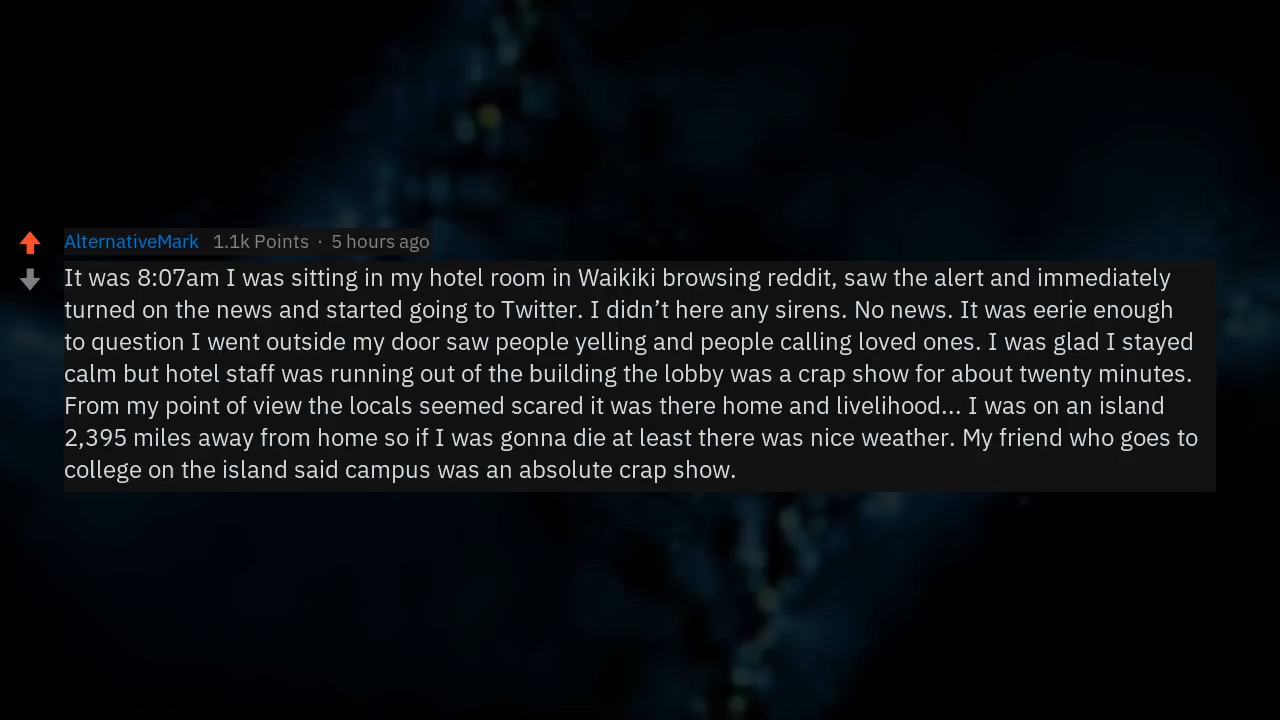 AlternativeMark 1.1k Points · 5 hours ago
It was 8:07am I was sitting in my hotel room in Waikiki browsing reddit, saw the alert and immediately
turned on the news and started going to Twitter. I didn’t here any sirens. No news. It was eerie enough
to question I went outside my door saw people yelling and people calling loved ones. I was glad I stayed
calm but hotel staff was running out of the building the lobby was a crap show for about twenty minutes.
From my point of view the locals seemed scared it was there home and livelihood... I was on an island
2,395 miles away from home so if I was gonna die at least there was nice weather. My friend who goes to
college on the island said campus was an absolute crap show.